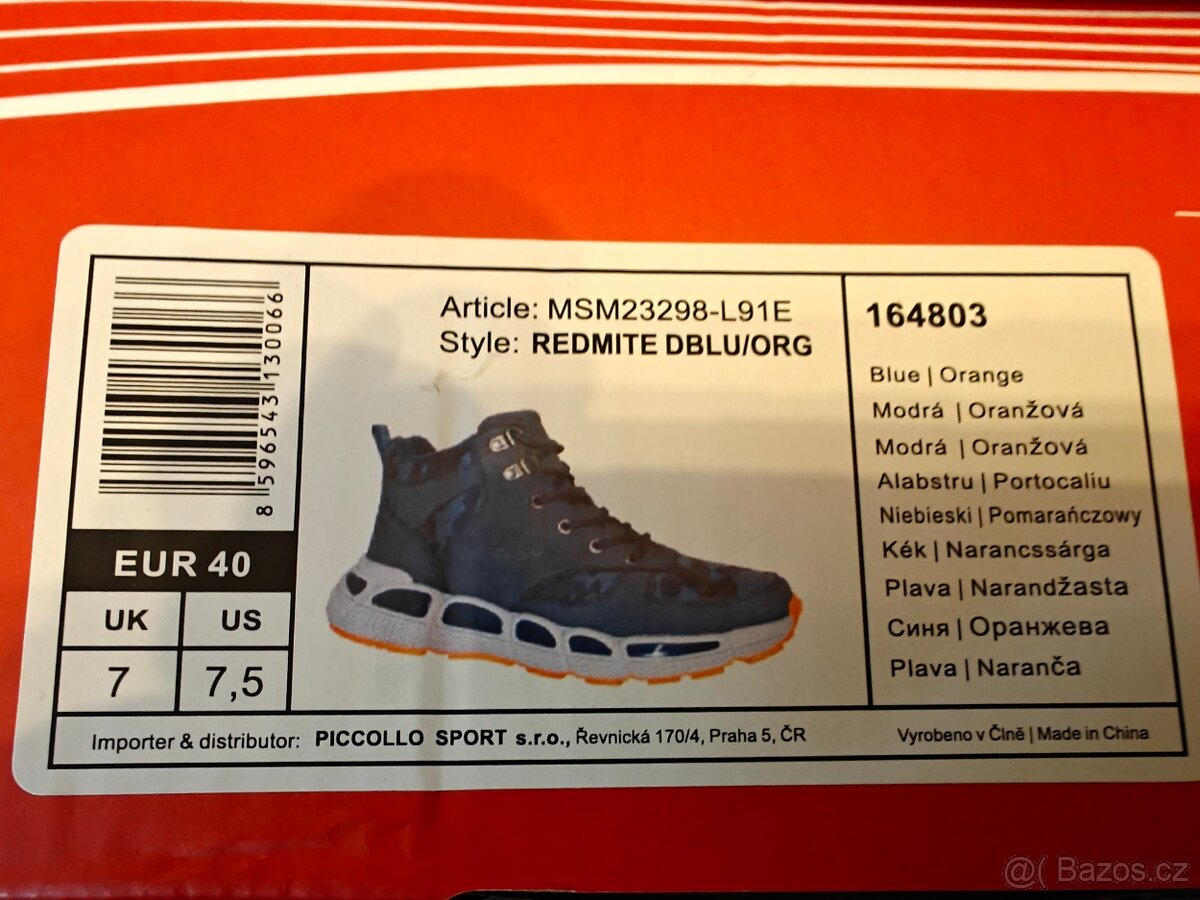 8 596543 130066
EUR 40
UK US
7 7,5
Article: MSM23298-L91E
Style: REDMITE DBLU/ORG
164803
Blue | Orange
Modrá | Oranžová
Modrá | Oranžová
Alabstru | Portocaliu
Niebieski | Pomarańczowy
Kék | Narancssárga
Plava | Narandžasta
Синя | Оранжева
Plava | Naranča
Importer & distributor: PICCOLLO SPORT s.r.o., Řevnická 170/4, Praha 5, ČR
Vyrobeno v Číně | Made in China
@( Bazos.cz